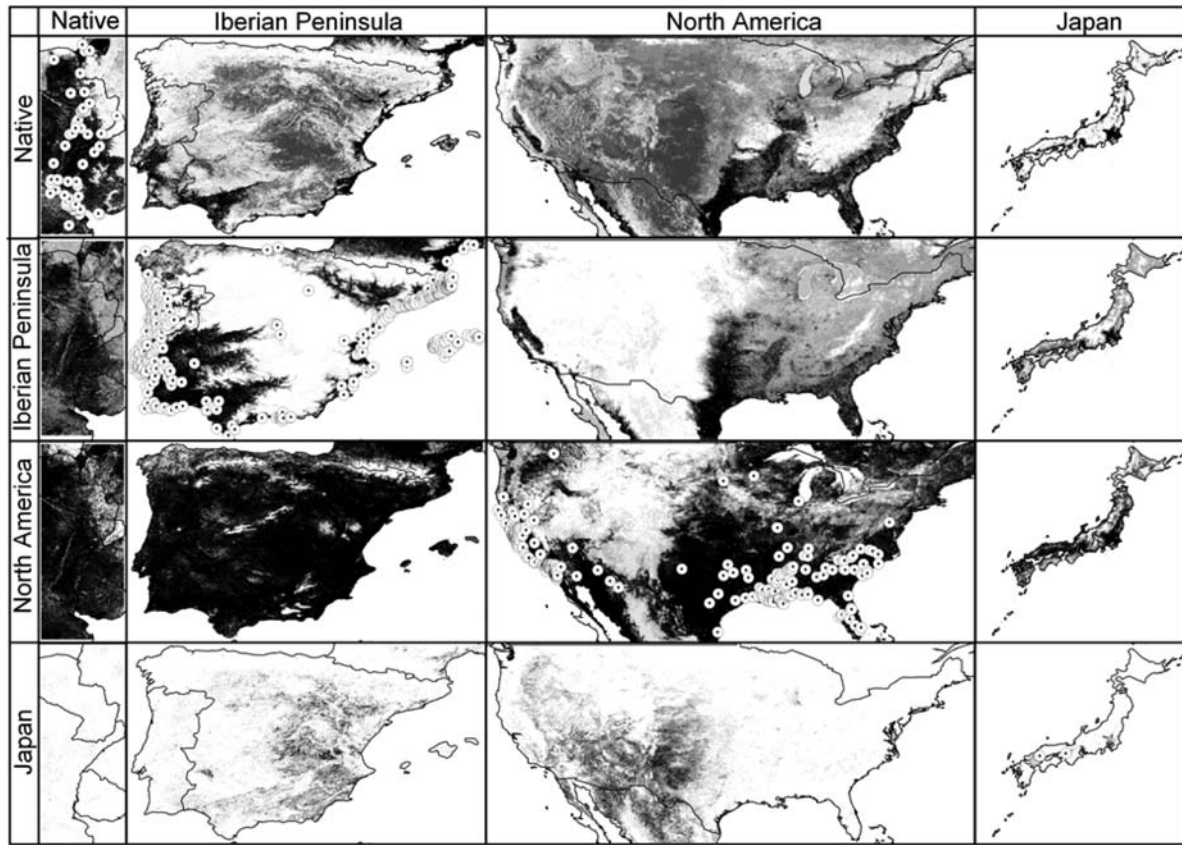 Native Iberian Peninsula North America Japan
Native
Iberian Peninsula
North America
Japan